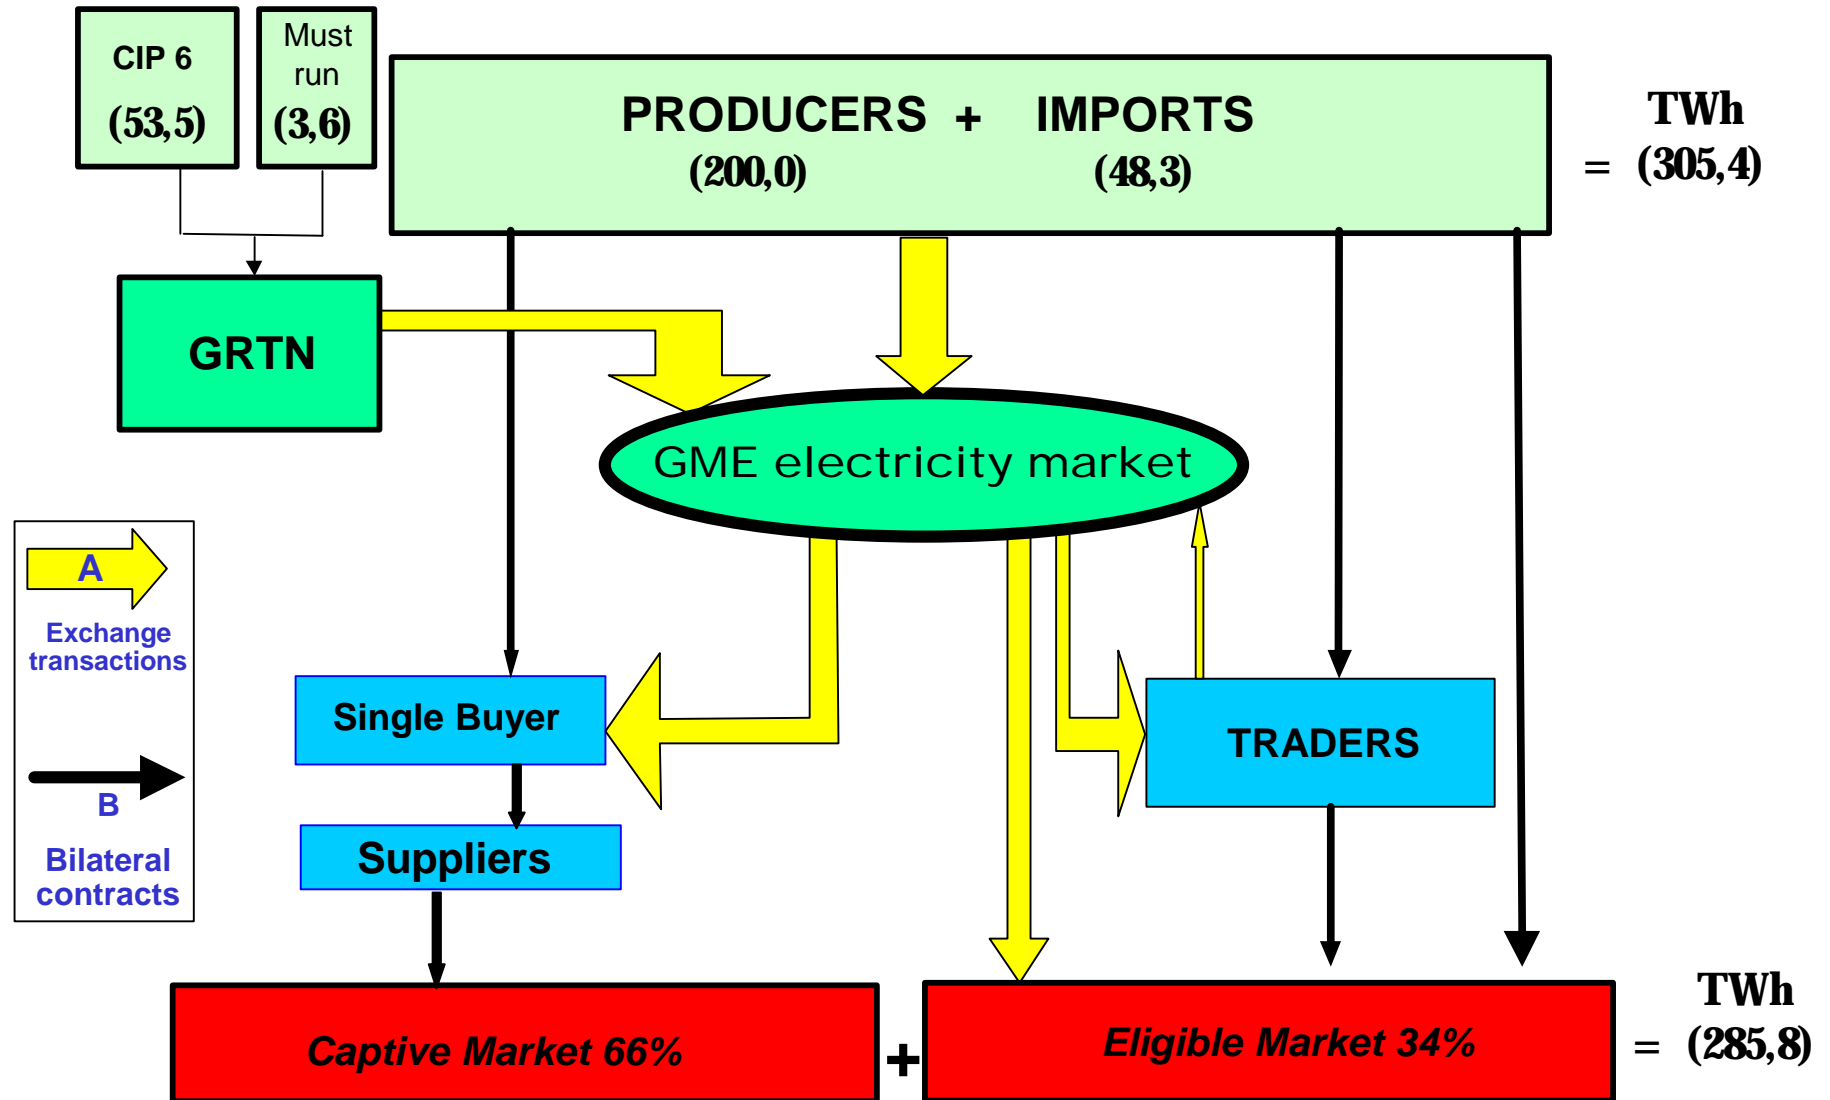 CIP 6
(53,5)
Must
run
(3,6)
PRODUCERS + IMPORTS
(200,0) (48,3)
TWh
= (305,4)
GRTN
GME electricity market
A
Exchange
transactions
B
Bilateral
contracts
Single Buyer
TRADERS
Suppliers
Captive Market 66%
+
Eligible Market 34%
TWh
= (285,8)